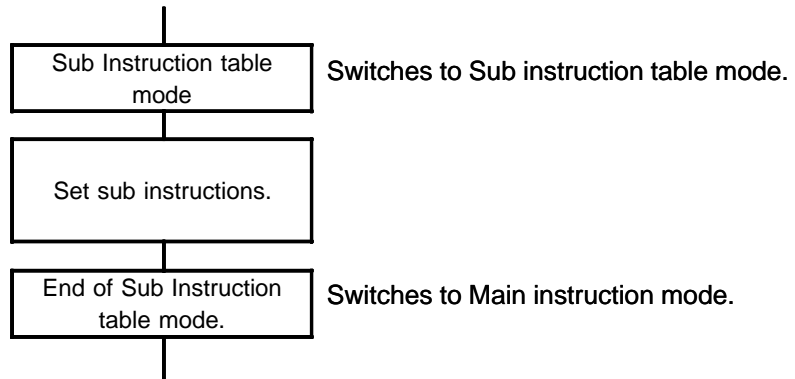 Sub Instruction table
mode
Switches to Sub instruction table mode.
Set sub instructions.
End of Sub Instruction
table mode.
Switches to Main instruction mode.